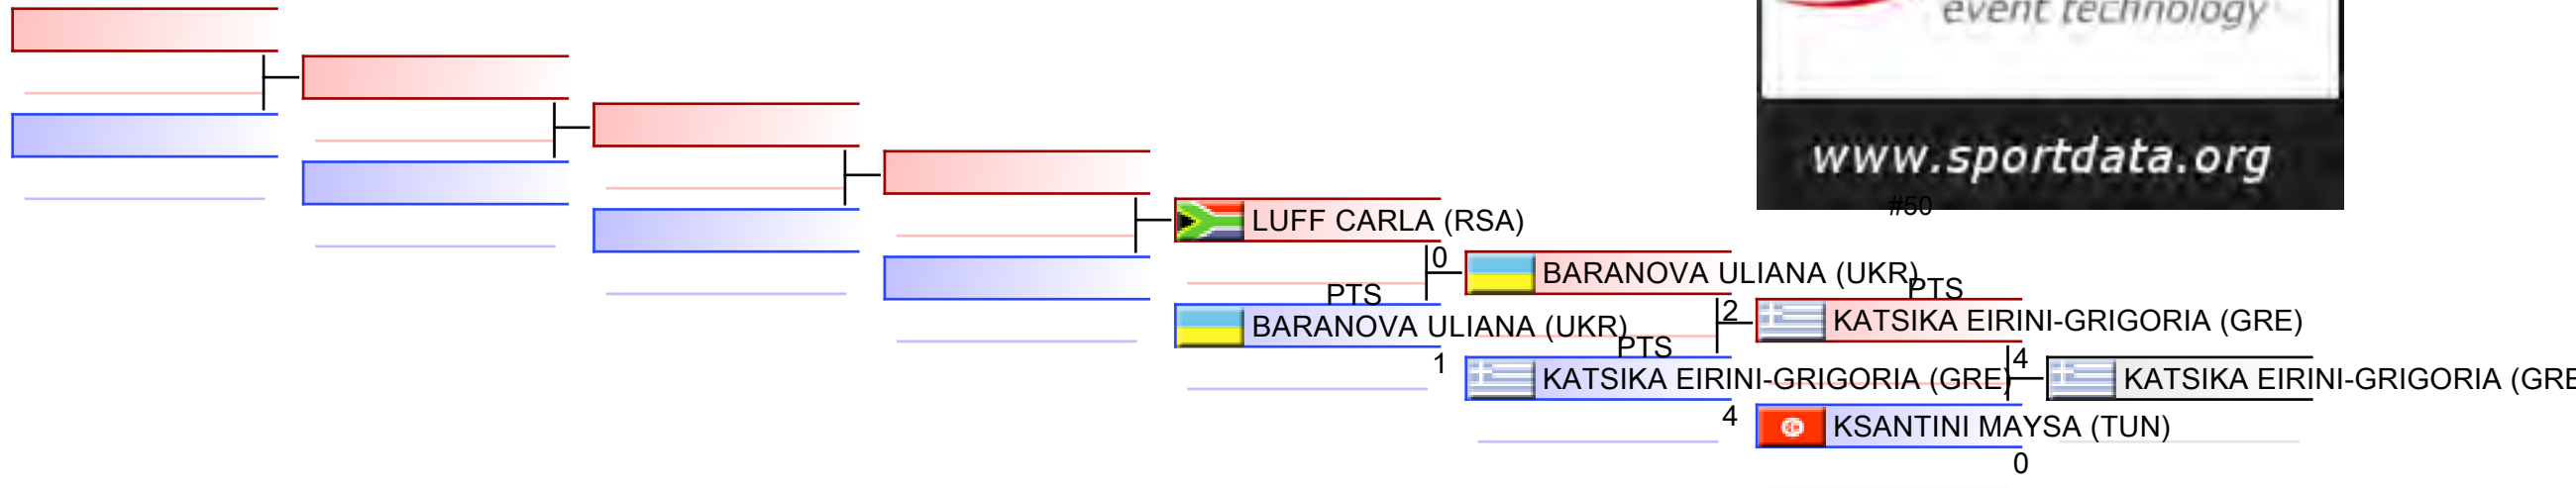 event technology
www.sportdata.org
#50
LUFF CARLA (RSA)
0
BARANOVA ULIANA (UKR)
PTS
PTS
2
KATSIKA EIRINI-GRIGORIA (GRE)
BARANOVA ULIANA (UKR)
PTS
1
4
KATSIKA EIRINI-GRIGORIA (GRE)
KATSIKA EIRINI-GRIGORIA (GRE
4
KSANTINI MAYSA (TUN)
0